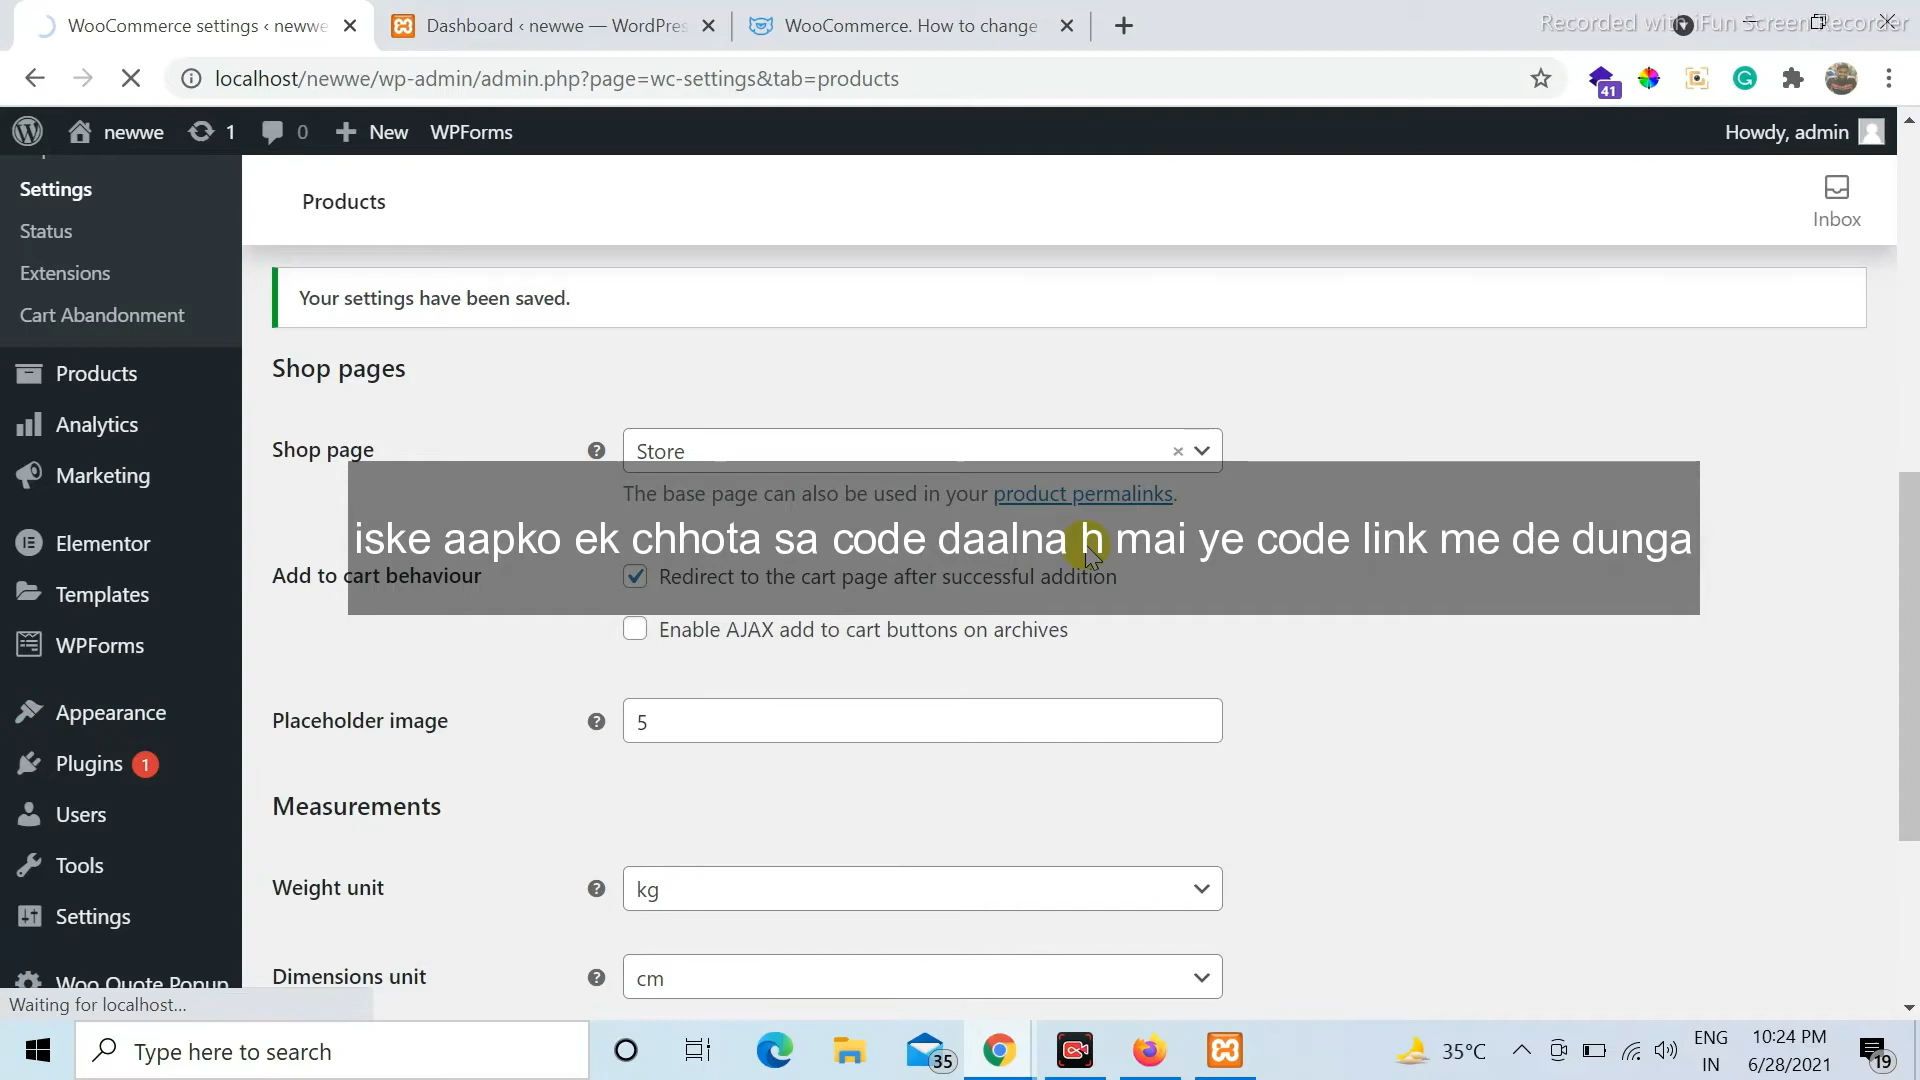 WooCommerce settings ‹ newwe
Dashboard ‹ newwe — WordPres
WooCommerce. How to change
Recorded with iFun Screen Recorder
localhost/newwe/wp-admin/admin.php?page=wc-settings&tab=products
41
newwe
1
0
New
WPForms
Howdy, admin
Settings
Status
Extensions
Cart Abandonment
Products
Analytics
Marketing
Elementor
Templates
WPForms
Appearance
Plugins 1
Users
Tools
Settings
Woo Quote Popup
Waiting for localhost...
Products
Inbox
Your settings have been saved.
Shop pages
Shop page
Store
The base page can also be used in your product permalinks.
iske aapko ek chhota sa code daalna h mai ye code link me de dunga
Add to cart behaviour
Redirect to the cart page after successful addition
Enable AJAX add to cart buttons on archives
Placeholder image
5
Measurements
Weight unit
kg
Dimensions unit
cm
Type here to search
35
35°C
ENG
IN
10:24 PM
6/28/2021
19